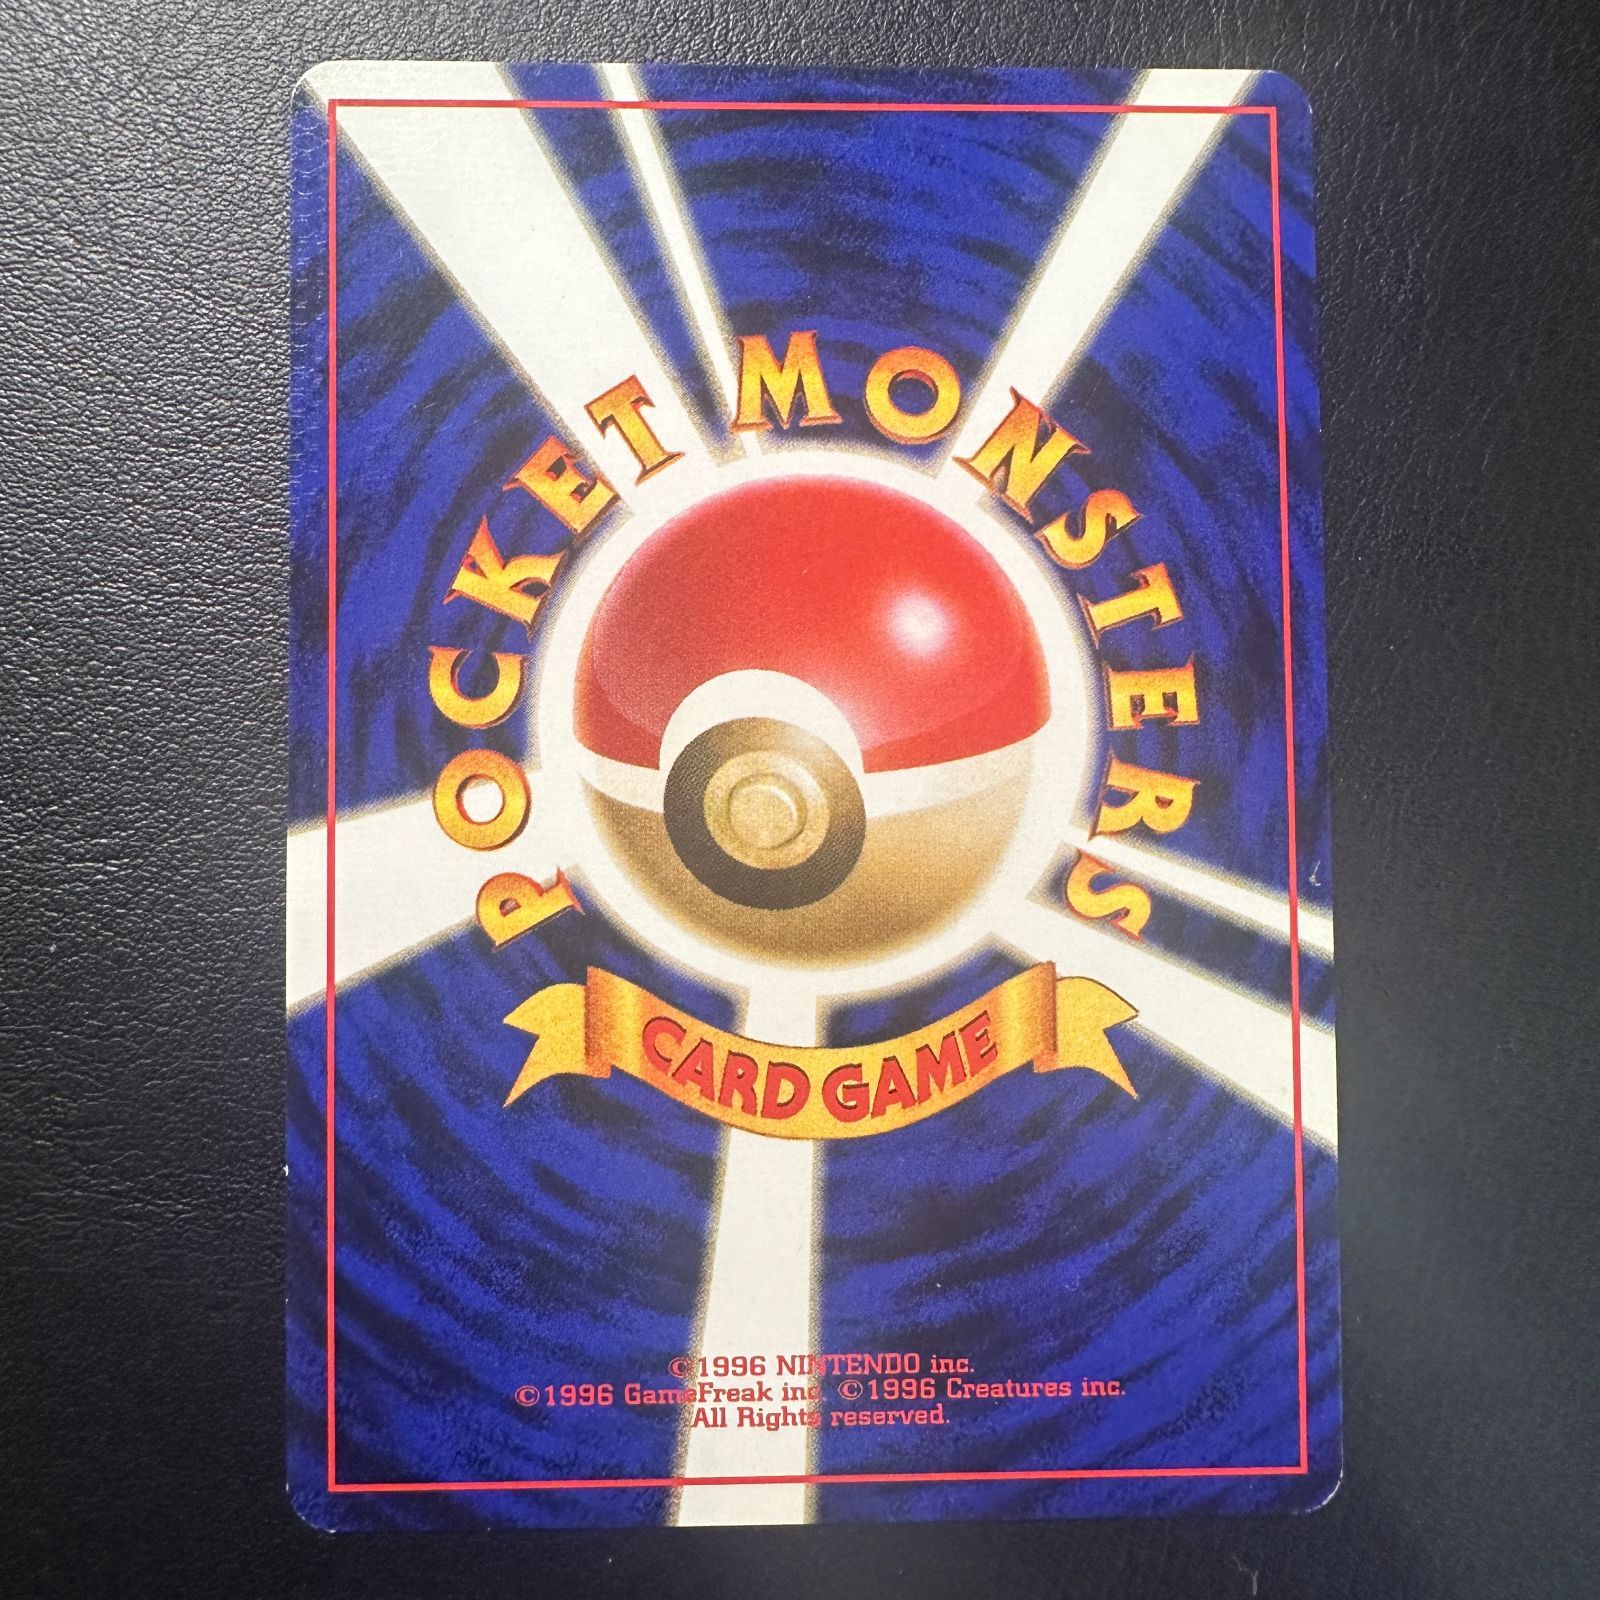 POCKET MONSTERS
CARD GAME
©1996 NINTENDO inc.
©1996 GameFreak inc. ©1996 Creatures inc.
All Rights reserved.